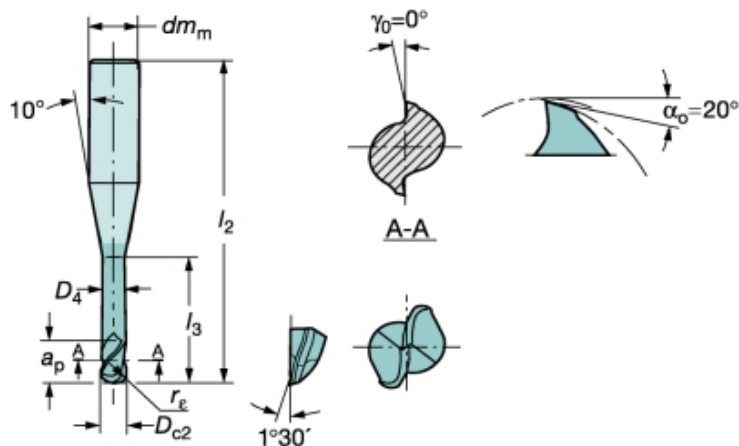 dmm
γ0=0°
10°
αo=20°
l2
A-A
D4
l3
ap
A
A
rε
Dc2
1°30′